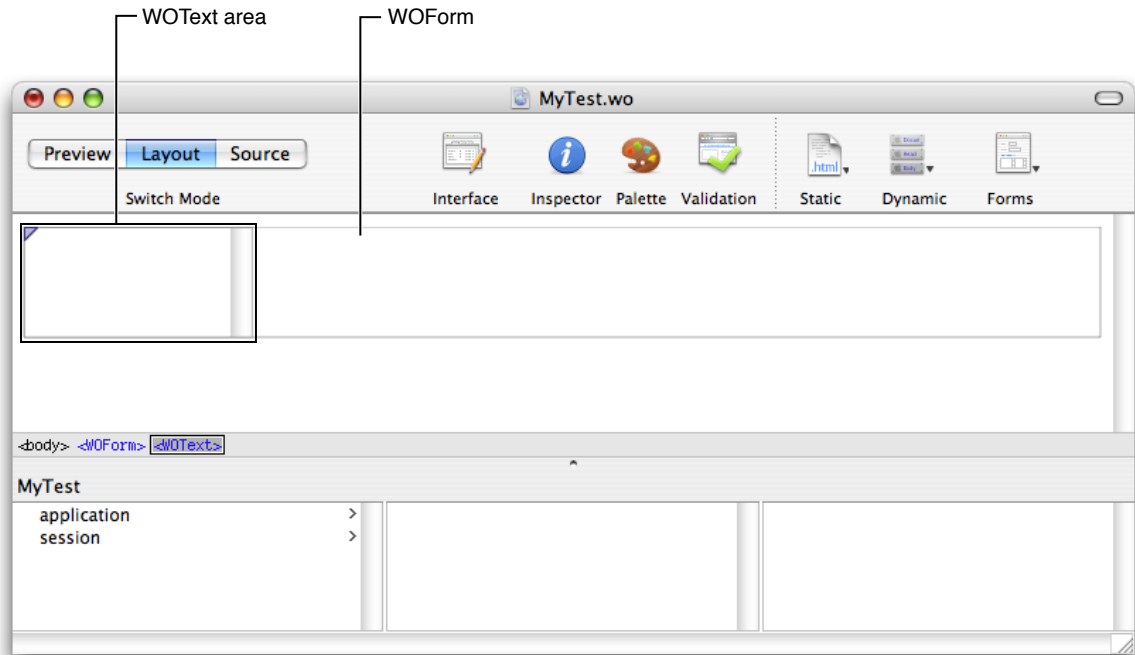 WOText area
WOForm
MyTest.wo
Preview Layout Source
Switch Mode
Interface
Inspector
Palette
Validation
.html
Static
Dynamic
Forms
<body> <WOForm> <WOText>
MyTest
application >
session >